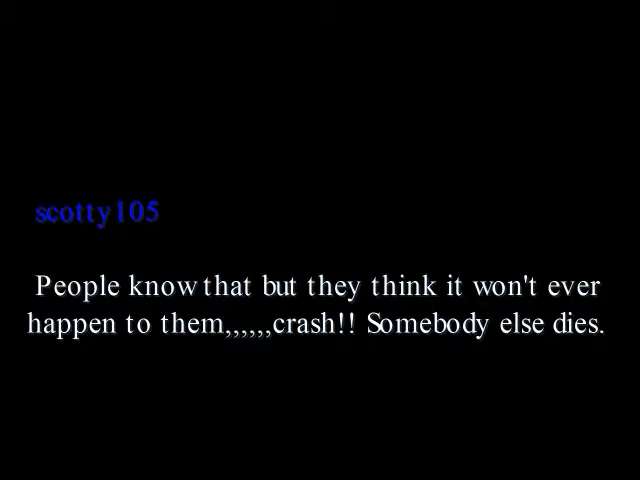 scotty105
People know that but they think it won't ever
happen to them,,,,,,crash!! Somebody else dies.